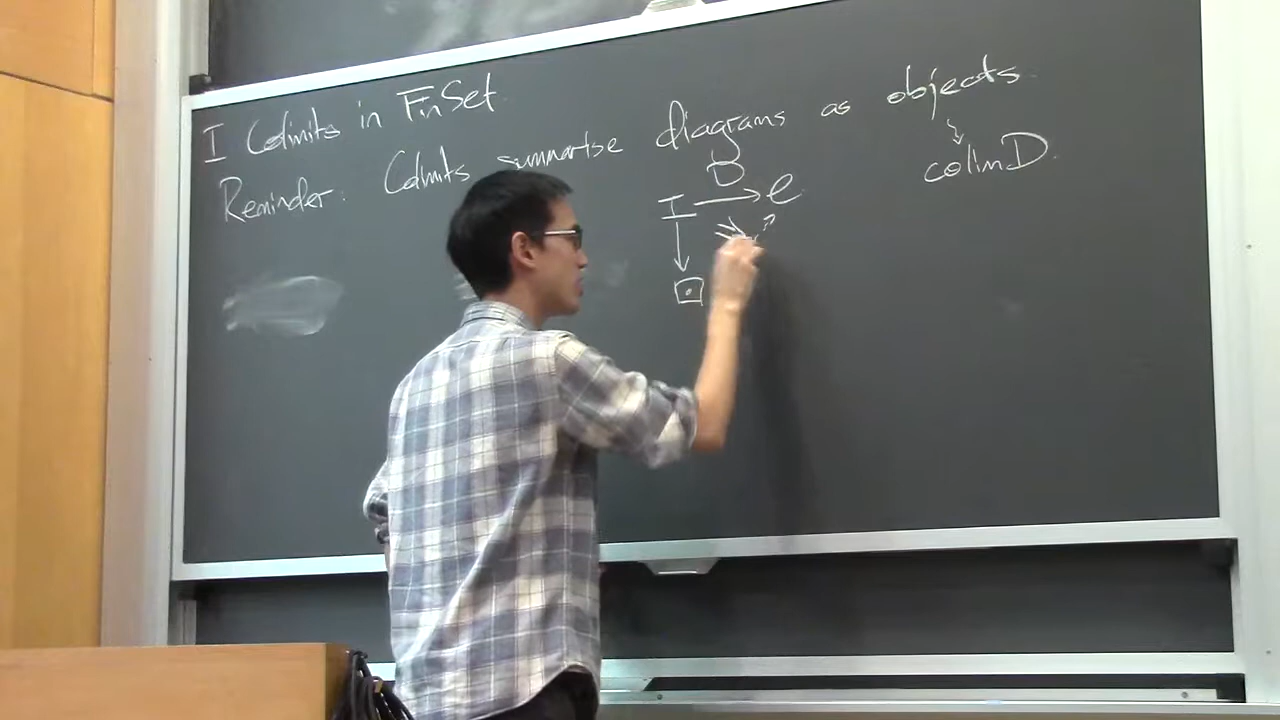 I Colimits in FinSet
Reminder: Colimits summarise diagrams as objects
D colim D.
I → C